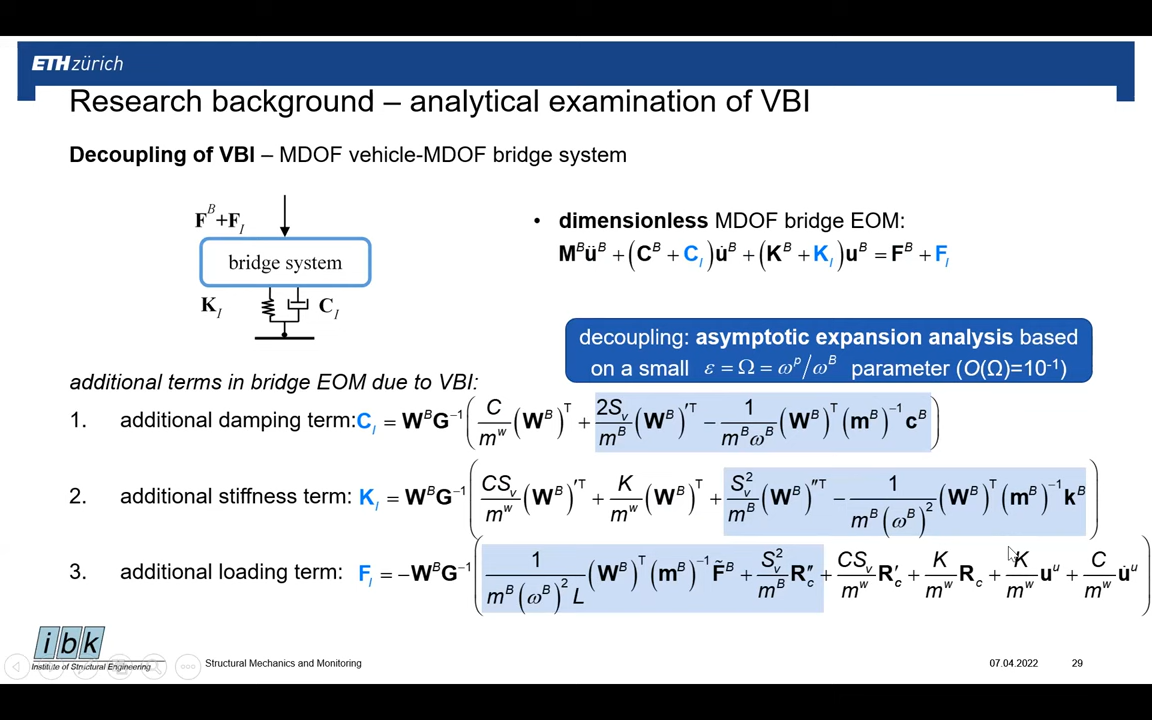 ETH zürich
Research background – analytical examination of VBI
Decoupling of VBI – MDOF vehicle-MDOF bridge system
F^B+F_I
bridge system
K_I C_I
• dimensionless MDOF bridge EOM:
M^B ü^B + (C^B + C_I) u̇^B + (K^B + K_I) u^B = F^B + F_I
decoupling: asymptotic expansion analysis based
on a small ε = Ω = ω^p/ω^B parameter (O(Ω)=10^-1)
additional terms in bridge EOM due to VBI:
1. additional damping term: C_I = W^B G^-1 ( C/m^w (W^B)^T + 2S_v/m^B (W^B)'^T − 1/(m^B ω^B) (W^B)^T (m^B)^-1 c^B )
2. additional stiffness term: K_I = W^B G^-1 ( CS_v/m^w (W^B)'^T + K/m^w (W^B)^T + S_v^2/m^B (W^B)''^T − 1/(m^B (ω^B)^2) (W^B)^T (m^B)^-1 k^B )
3. additional loading term: F_I = −W^B G^-1 ( 1/(m^B (ω^B)^2 L) (W^B)^T (m^B)^-1 F̃^B + S_v^2/m^B R''_c + CS_v/m^w R'_c + K/m^w R_c + K/m^w u^u + C/m^w u̇^u )
ibk
Institute of Structural Engineering
Structural Mechanics and Monitoring
07.04.2022
29